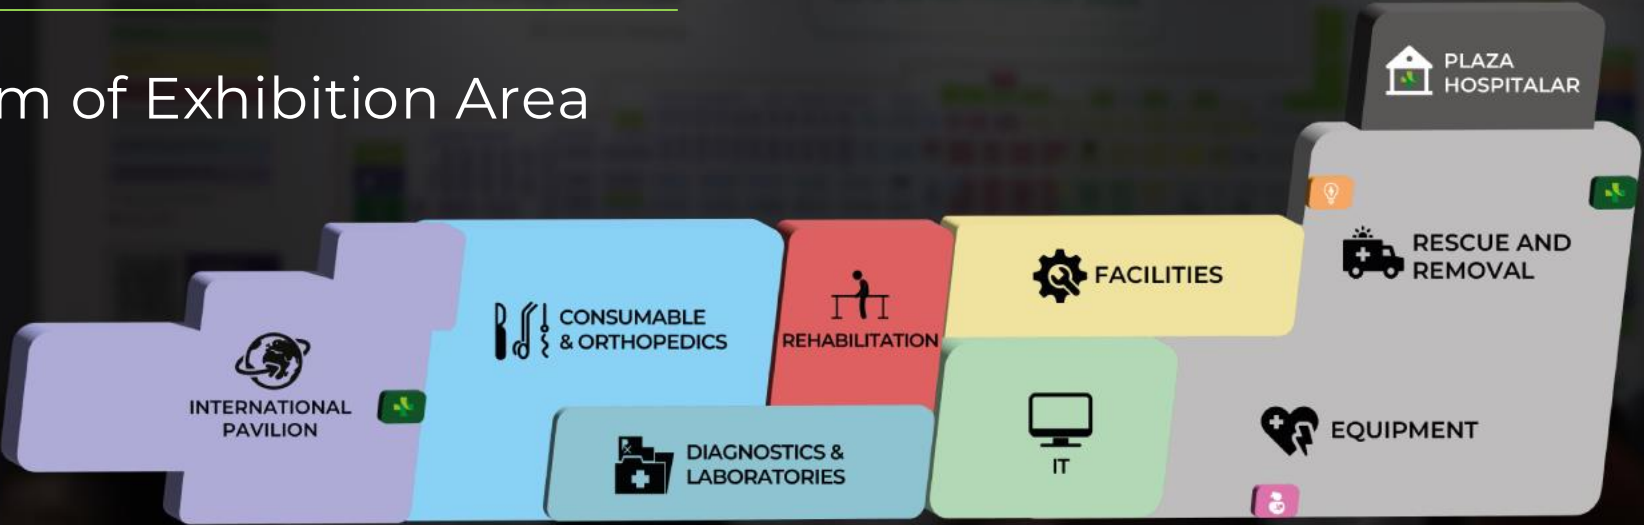 m of Exhibition Area
PLAZA
HOSPITALAR
RESCUE AND
REMOVAL
FACILITIES
CONSUMABLE
& ORTHOPEDICS
REHABILITATION
INTERNATIONAL
PAVILION
EQUIPMENT
DIAGNOSTICS &
LABORATORIES
IT